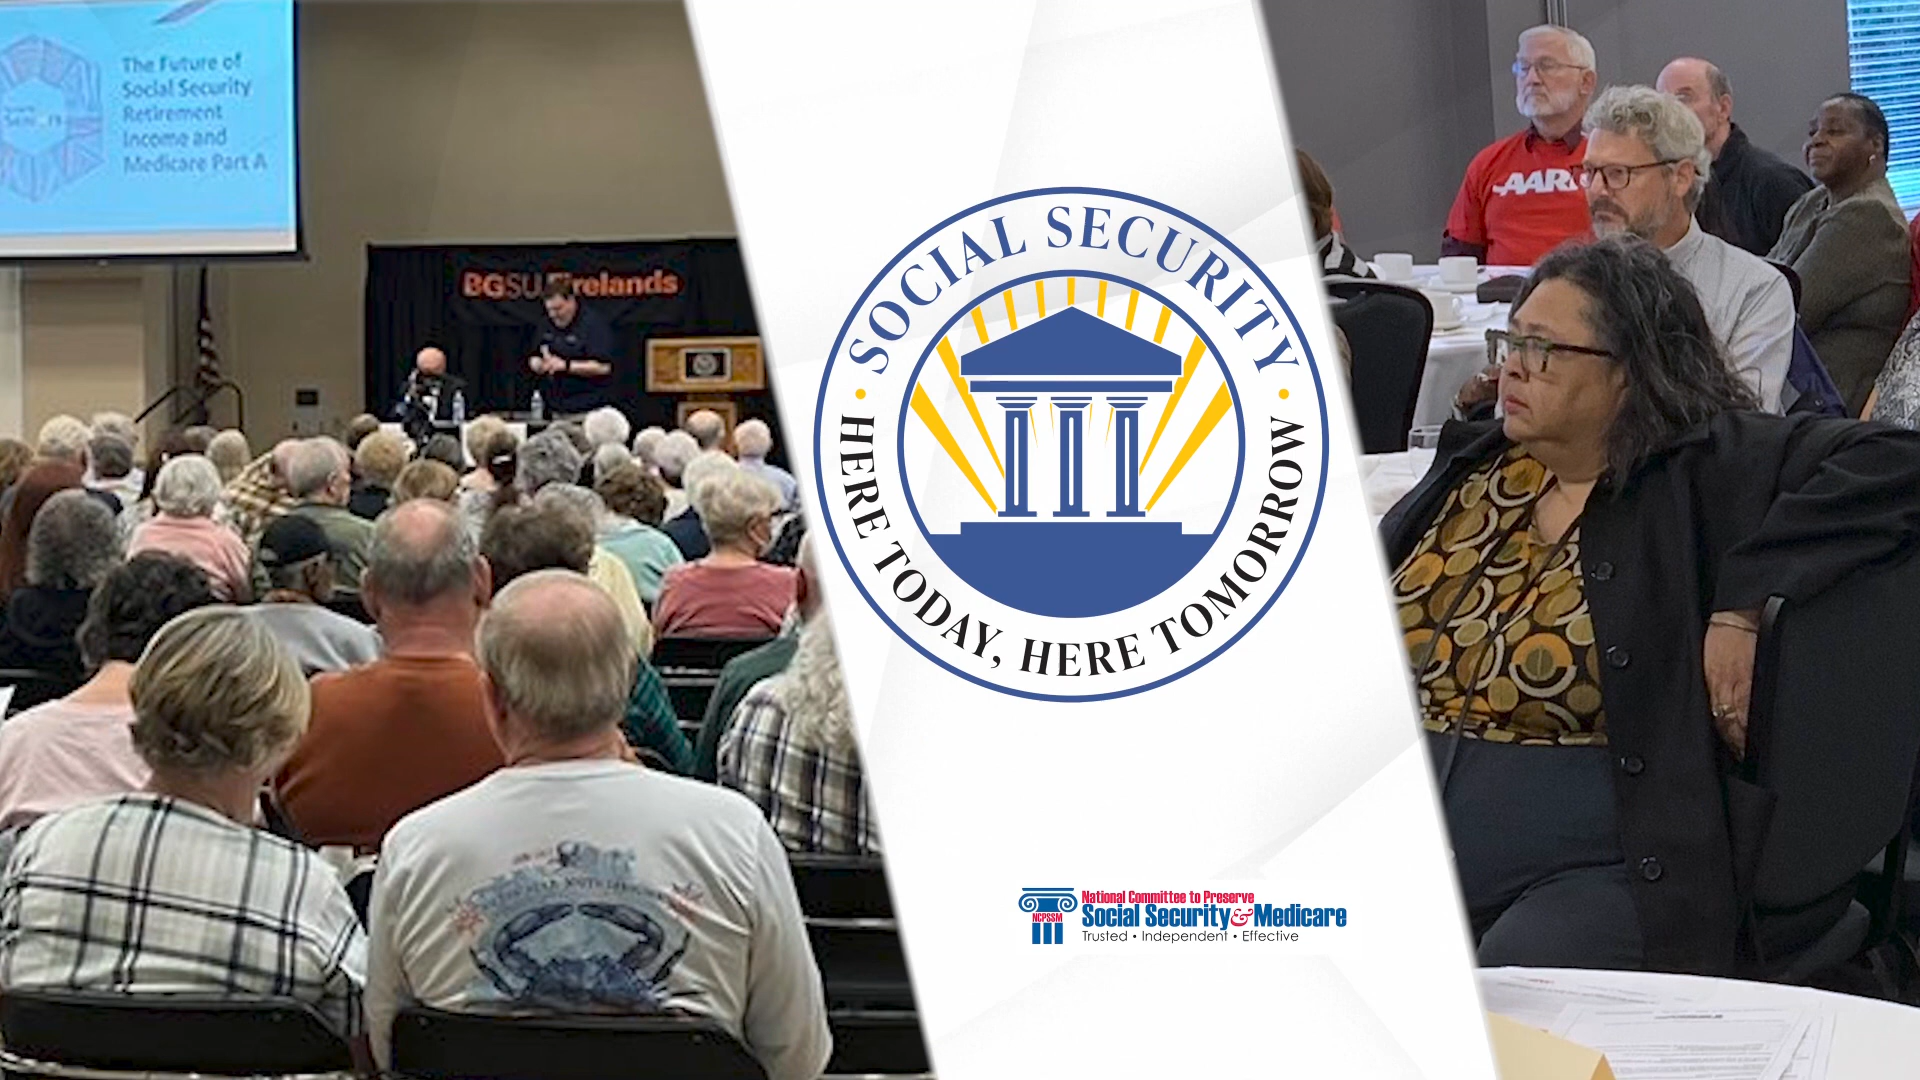 The Future of
Social Security
Retirement
Income and
Medicare Part A
BGSU Firelands
SOCIAL SECURITY
HERE TODAY, HERE TOMORROW
AARP
NCPSSM
National Committee to Preserve
Social Security & Medicare
Trusted • Independent • Effective